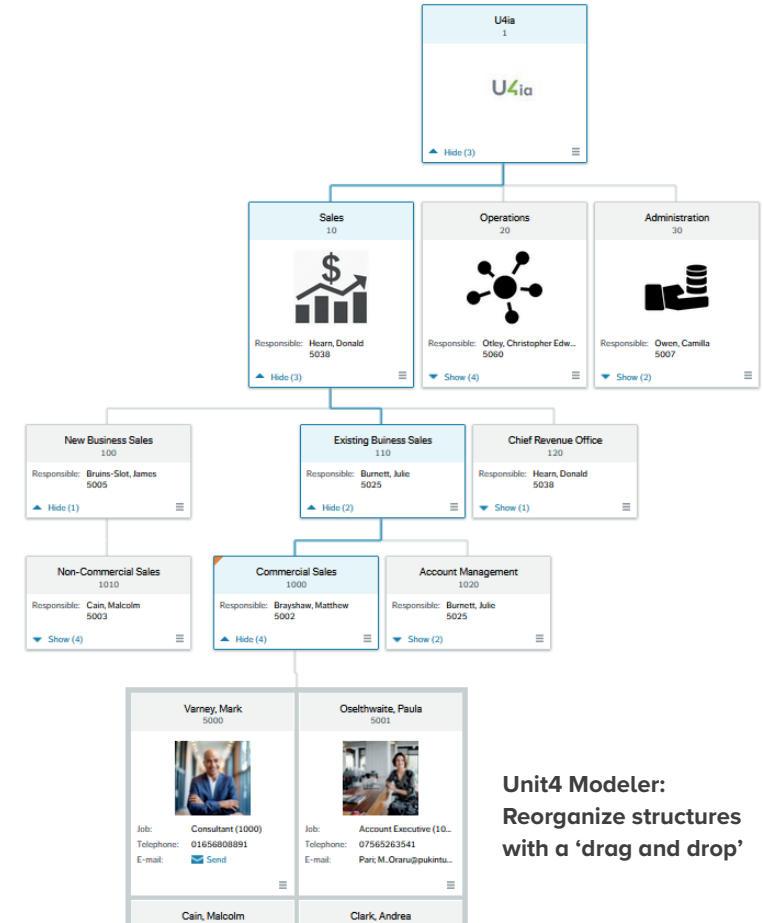 U4ia
1
U4ia
Hide (3)
Sales
10
$
Responsible: Hearn, Donald
5038
Hide (3)
Operations
20
Responsible: Otley, Christopher Edw...
5060
Show (4)
Administration
30
Responsible: Owen, Camilla
5007
Show (2)
New Business Sales
100
Responsible: Bruins-Slot, James
5005
Hide (1)
Existing Buiness Sales
110
Responsible: Burnett, Julie
5025
Hide (2)
Chief Revenue Office
120
Responsible: Hearn, Donald
5038
Show (1)
Non-Commercial Sales
1010
Responsible: Cain, Malcolm
5003
Show (4)
Commercial Sales
1000
Responsible: Brayshaw, Matthew
5002
Hide (4)
Account Management
1020
Responsible: Burnett, Julie
5025
Show (2)
Varney, Mark
5000
Job: Consultant (1000)
Telephone: 01656808891
E-mail: Send
Oselthwaite, Paula
5001
Job: Account Executive (10...
Telephone: 07565263541
E-mail: Pari; M..Oraru@pukintu...
Cain, Malcolm
Clark, Andrea
Unit4 Modeler:
Reorganize structures
with a ‘drag and drop’